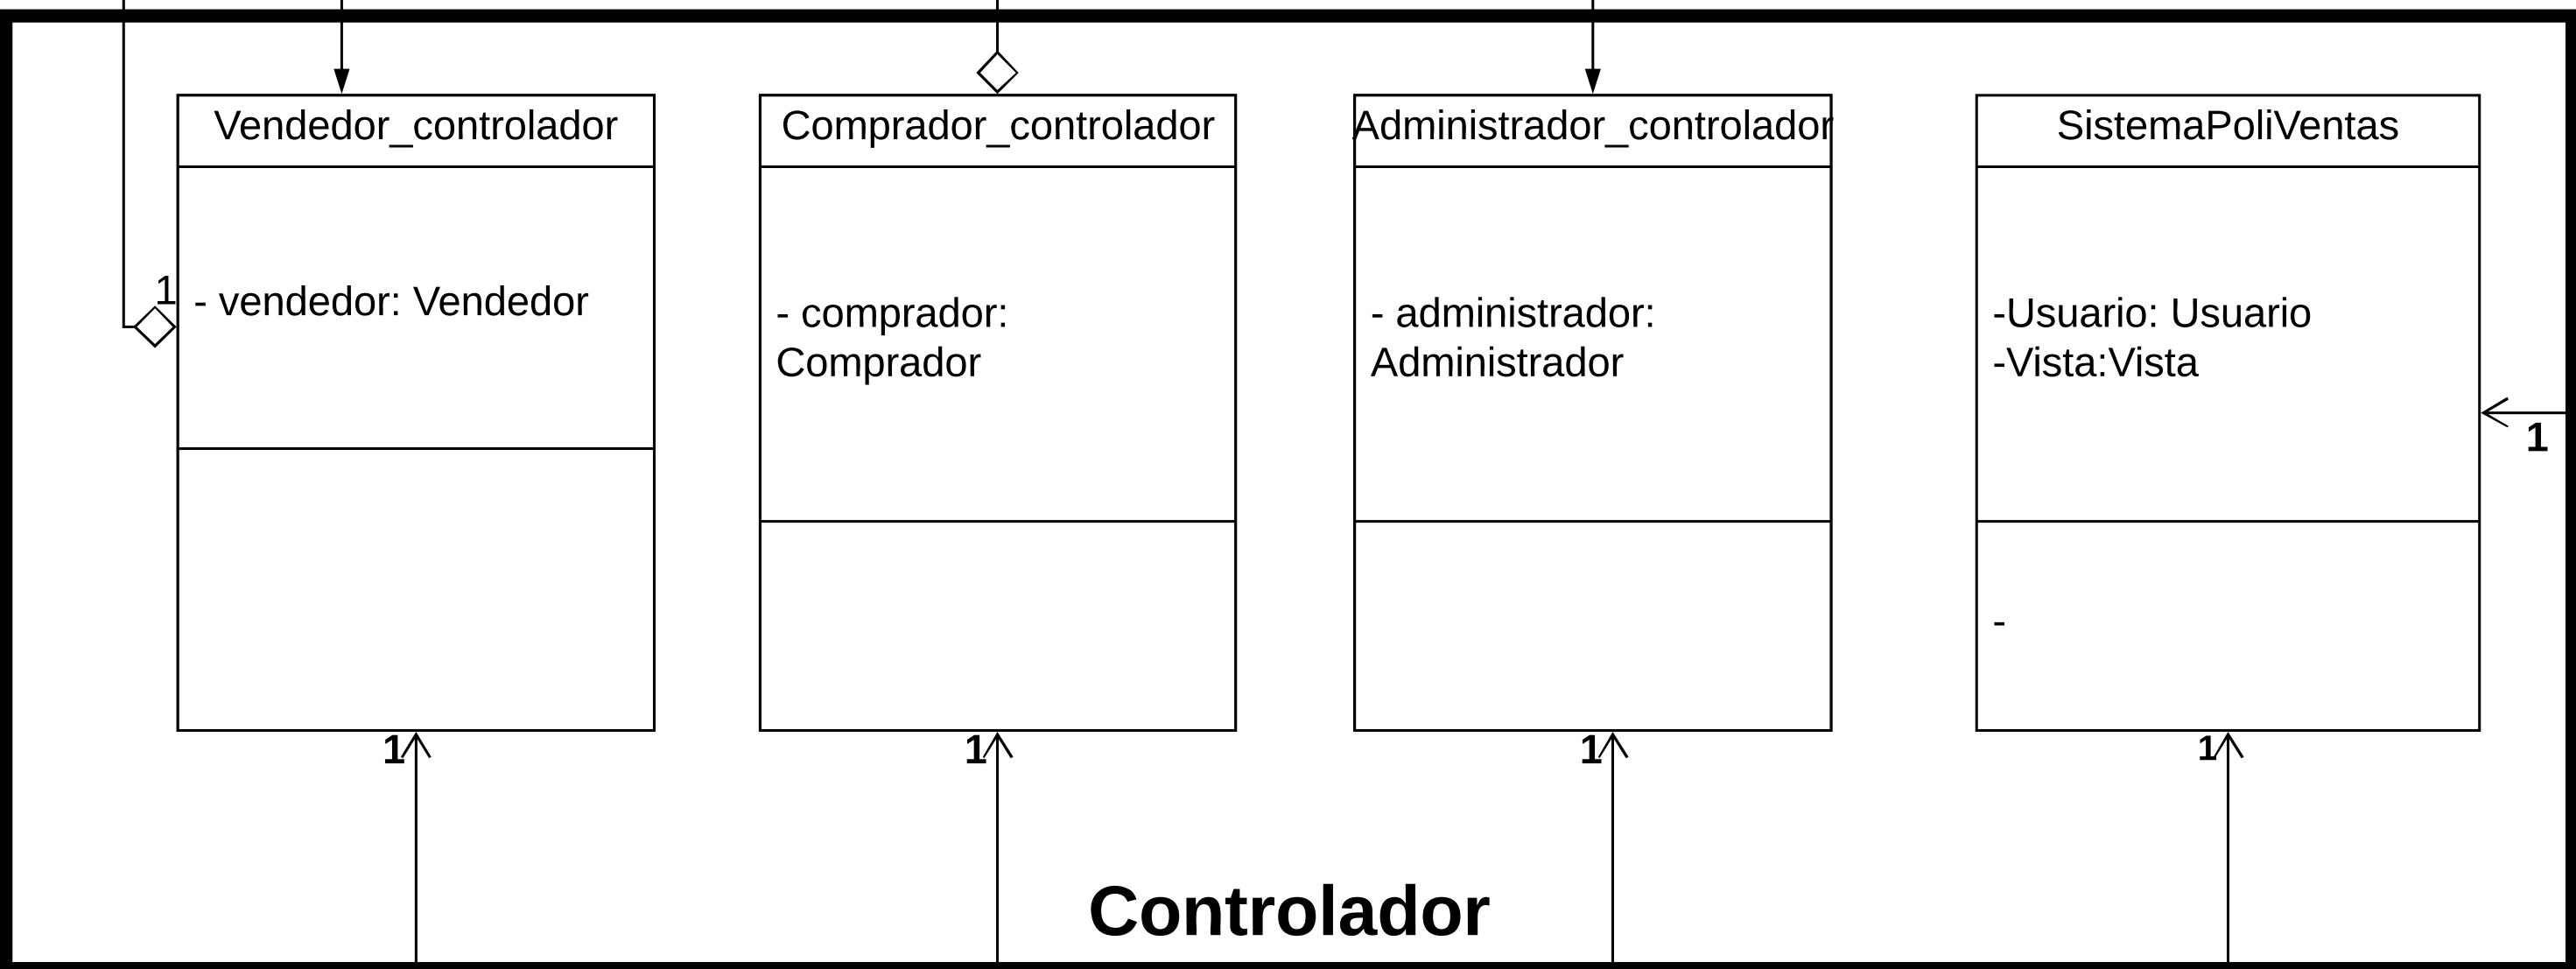 Vendedor_controlador
1
- vendedor: Vendedor
1
Comprador_controlador
- comprador:
Comprador
1
Administrador_controlador
- administrador:
Administrador
1
SistemaPoliVentas
-Usuario: Usuario
-Vista:Vista
-
1
1
Controlador